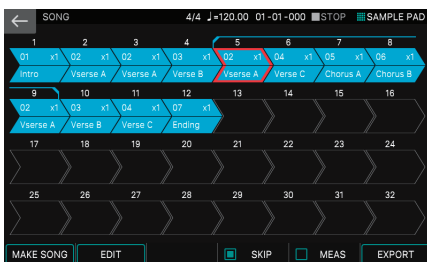 SONG 4/4 ♩=120.00 01-01-000 STOP SAMPLE PAD
1 2 3 4 5 6 7 8
01 x1 02 x1 02 x1 03 x1 02 x1 04 x1 05 x1 06 x1
Intro Vserse A Vserse A Verse B Vserse A Verse C Chorus A Chorus B
9 10 11 12 13 14 15 16
02 x1 03 x1 04 x1 07 x1
Vserse A Verse B Verse C Ending
17 18 19 20 21 22 23 24
25 26 27 28 29 30 31 32
MAKE SONG EDIT SKIP MEAS EXPORT